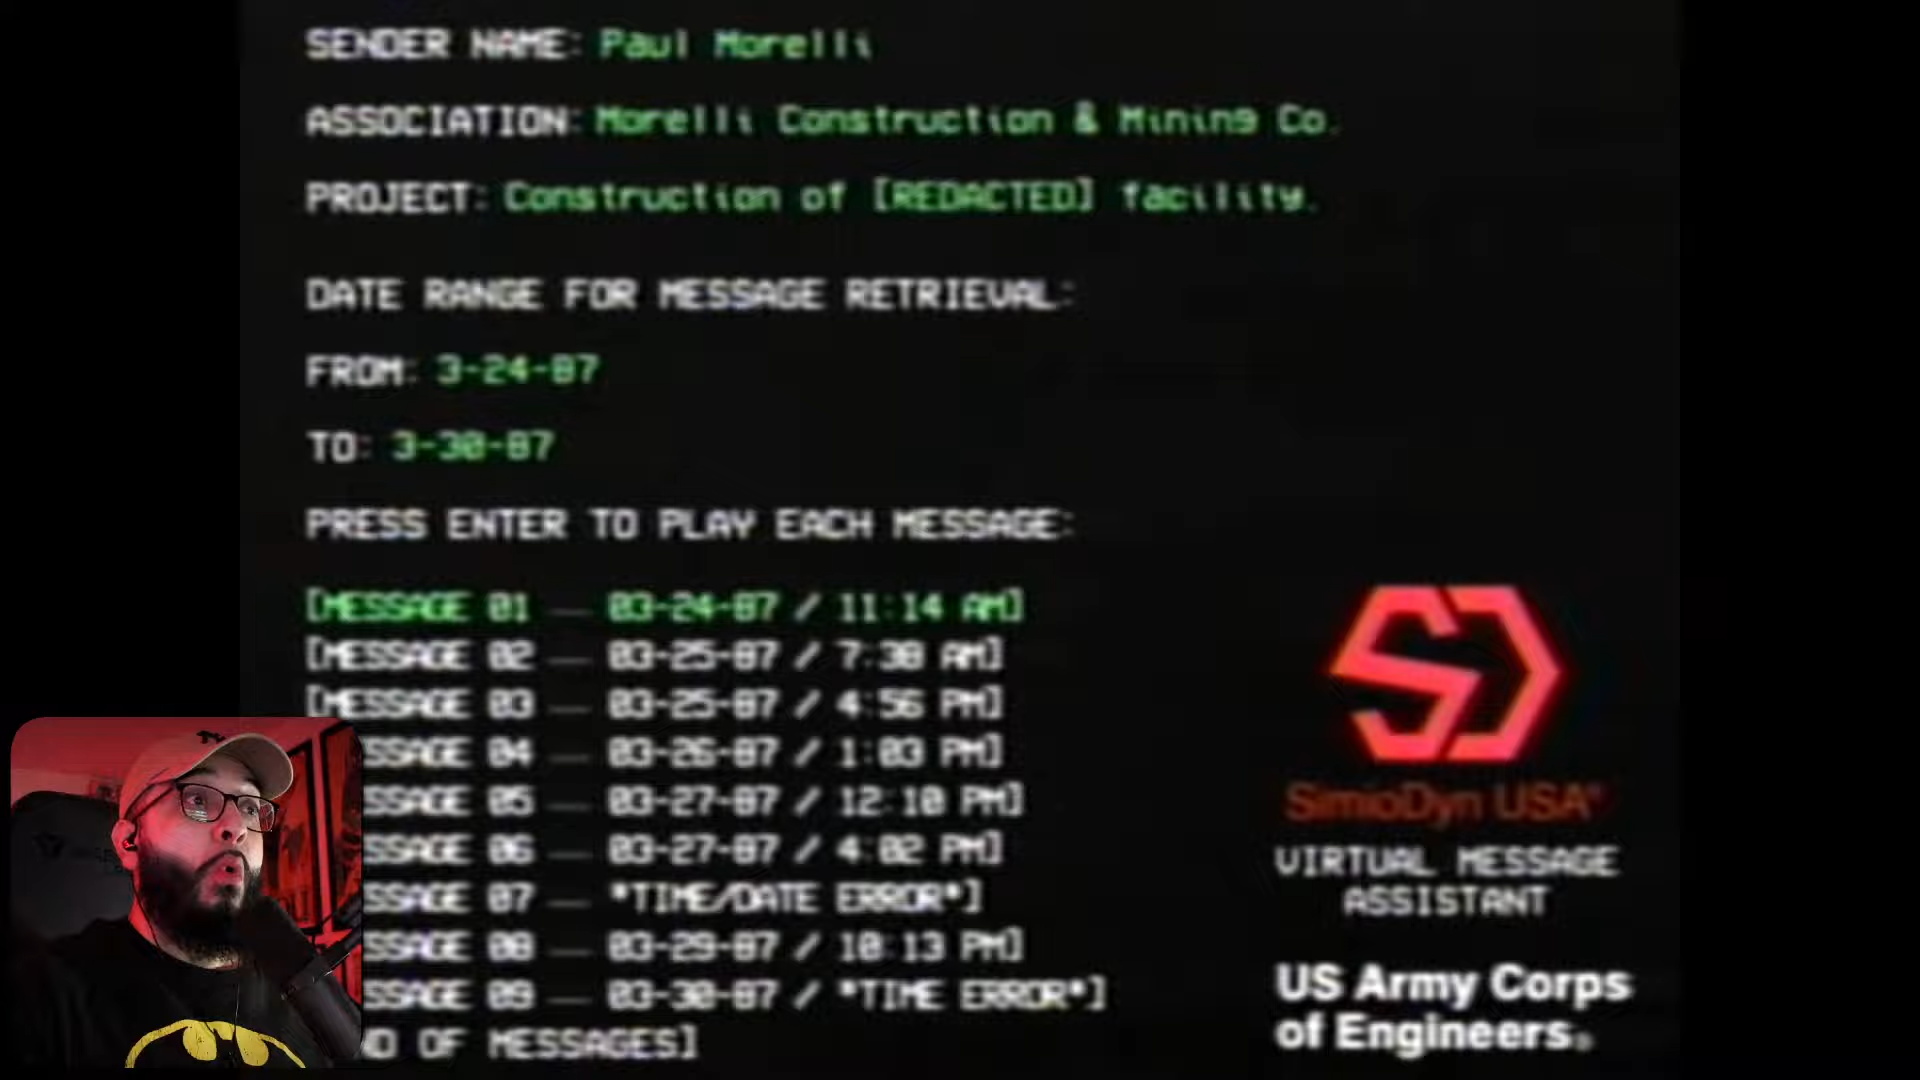 SENDER NAME: Paul Morelli
ASSOCIATION: Morelli Construction & Mining Co.
PROJECT: Construction of [REDACTED] facility.
DATE RANGE FOR MESSAGE RETRIEVAL:
FROM: 3-24-87
TO: 3-30-87
PRESS ENTER TO PLAY EACH MESSAGE:
[MESSAGE 01 — 03-24-87 / 11:14 AM]
[MESSAGE 02 — 03-25-87 / 7:30 AM]
[MESSAGE 03 — 03-25-87 / 4:56 PM]
SSAGE 04 — 03-26-87 / 1:03 PM]
SSAGE 05 — 03-27-87 / 12:10 PM]
SSAGE 06 — 03-27-87 / 4:02 PM]
SSAGE 07 — *TIME/DATE ERROR*]
SSAGE 08 — 03-29-87 / 10:13 PM]
SSAGE 09 — 03-30-87 / *TIME ERROR*]
ND OF MESSAGES]
SD
SimioDyn USA®
VIRTUAL MESSAGE
ASSISTANT
US Army Corps
of Engineers®